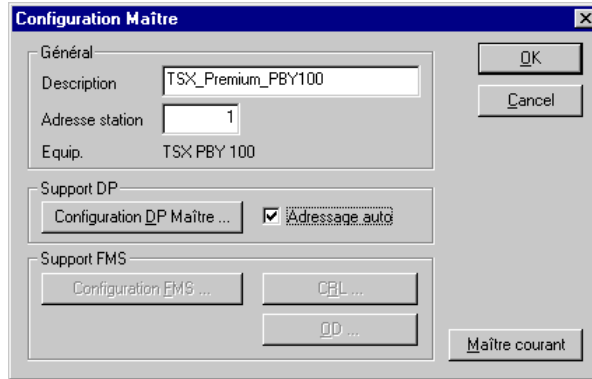 Configuration Maître
Général
Description TSX_Premium_PBY100
Adresse station 1
Equip. TSX PBY 100
OK
Cancel
Support DP
Configuration DP Maître ... Adressage auto
Support FMS
Configuration FMS ... CRL ...
OD ...
Maître courant